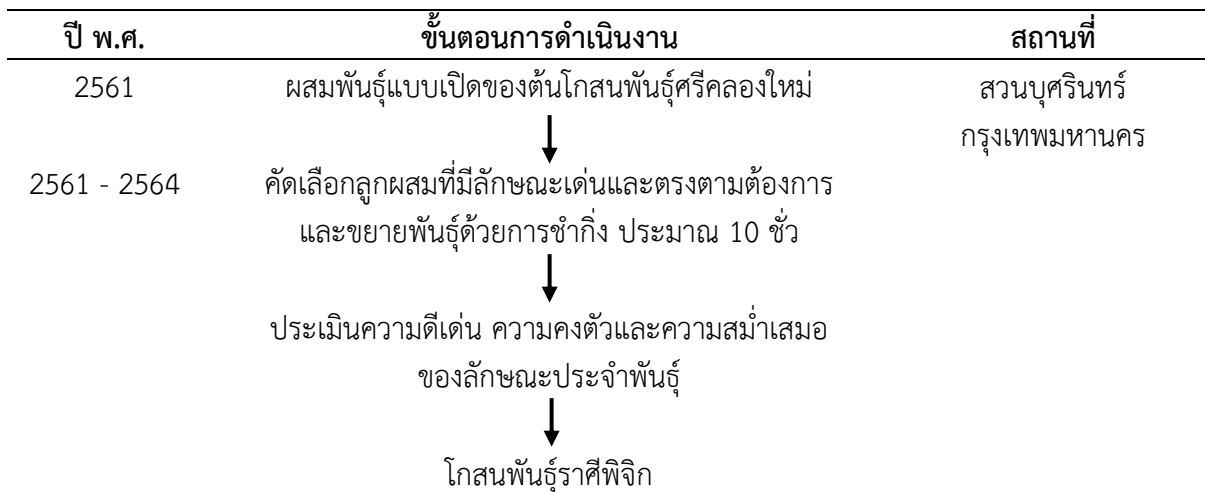 ปี พ.ศ. ขั้นตอนการดำเนินงาน สถานที่
2561 ผสมพันธุ์แบบเปิดของต้นโกสนพันธุ์ศรีคลองใหม่ สวนบุศรินทร์
กรุงเทพมหานคร
2561 - 2564 คัดเลือกลูกผสมที่มีลักษณะเด่นและตรงตามต้องการ
และขยายพันธุ์ด้วยการชำกิ่ง ประมาณ 10 ชั่ว
ประเมินความดีเด่น ความคงตัวและความสม่ำเสมอ
ของลักษณะประจำพันธุ์
โกสนพันธุ์ราศีพิจิก